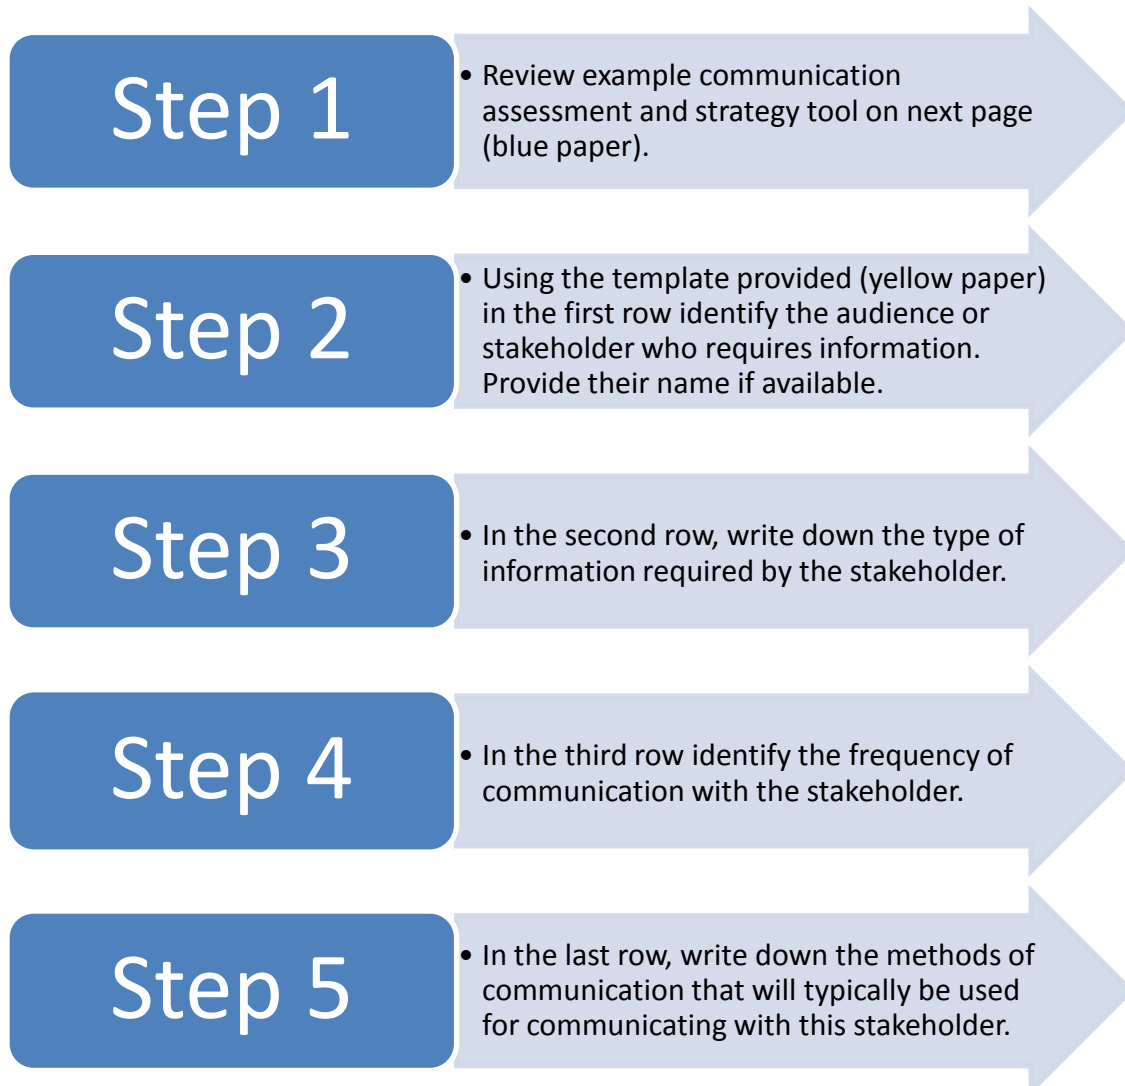 Step 1
• Review example communication
assessment and strategy tool on next page
(blue paper).
Step 2
• Using the template provided (yellow paper)
in the first row identify the audience or
stakeholder who requires information.
Provide their name if available.
Step 3
• In the second row, write down the type of
information required by the stakeholder.
Step 4
• In the third row identify the frequency of
communication with the stakeholder.
Step 5
• In the last row, write down the methods of
communication that will typically be used
for communicating with this stakeholder.